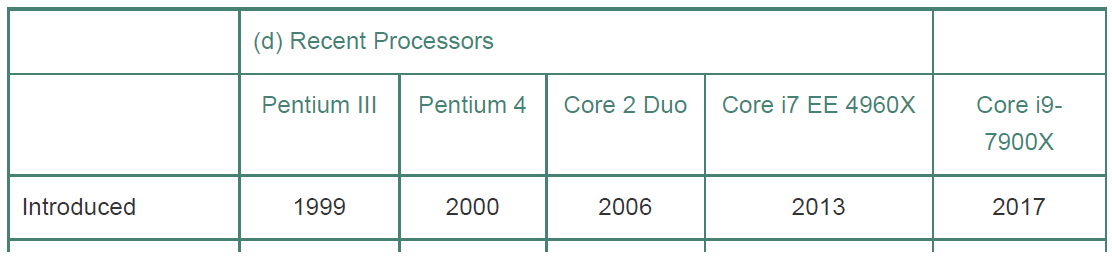 (d) Recent Processors
Pentium III Pentium 4 Core 2 Duo Core i7 EE 4960X Core i9-
7900X
Introduced 1999 2000 2006 2013 2017